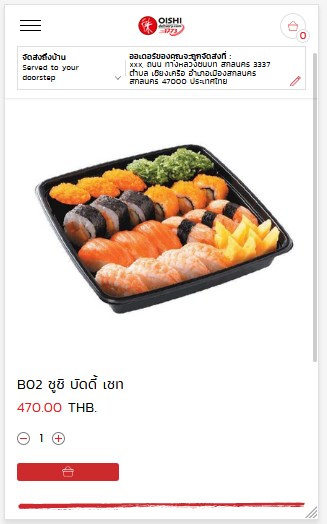 OISHI
delivery.com
1773
0
จัดส่งถึงบ้าน
Served to your
doorstep
ออเดอร์ของคุณจะถูกจัดส่งที่ :
xxx, ถนน ทางหลวงชนบท สกลนคร 3337
ตำบล เชียงเครือ อำเภอเมืองสกลนคร
สกลนคร 47000 ประเทศไทย
B02 ซูชิ บัดดี้ เซท
470.00 THB.
1